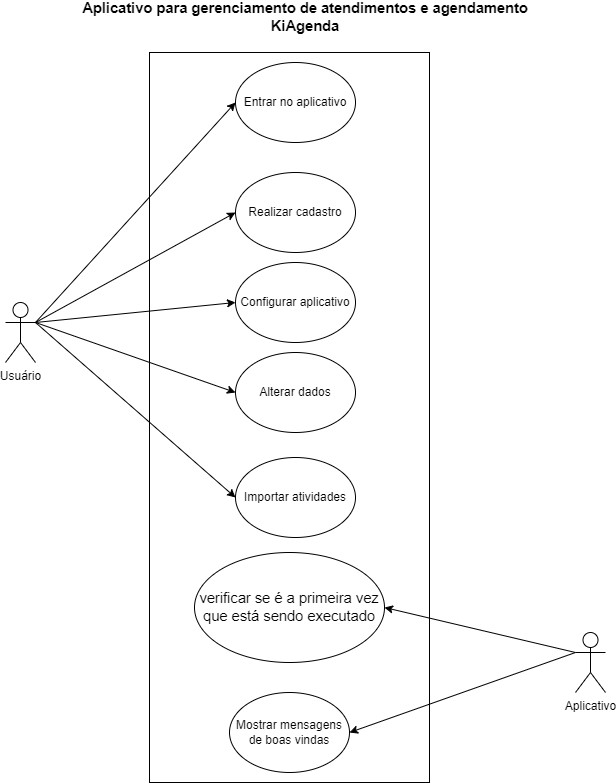 Aplicativo para gerenciamento de atendimentos e agendamento
KiAgenda
Entrar no aplicativo
Realizar cadastro
Configurar aplicativo
Usuário
Alterar dados
Importar atividades
verificar se é a primeira vez
que está sendo executado
Aplicativo
Mostrar mensagens
de boas vindas